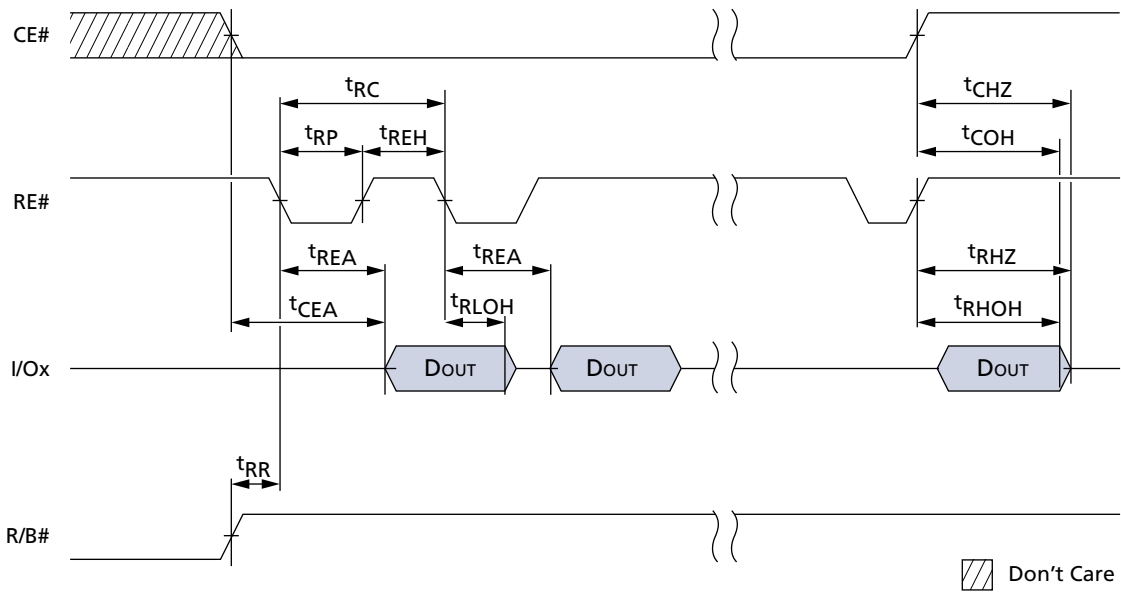 CE#
tRC
tCHZ
tRP
tREH
tCOH
RE#
tREA
tREA
tRHZ
tCEA
tRLOH
tRHOH
I/Ox
DOUT
DOUT
DOUT
tRR
R/B#
Don't Care